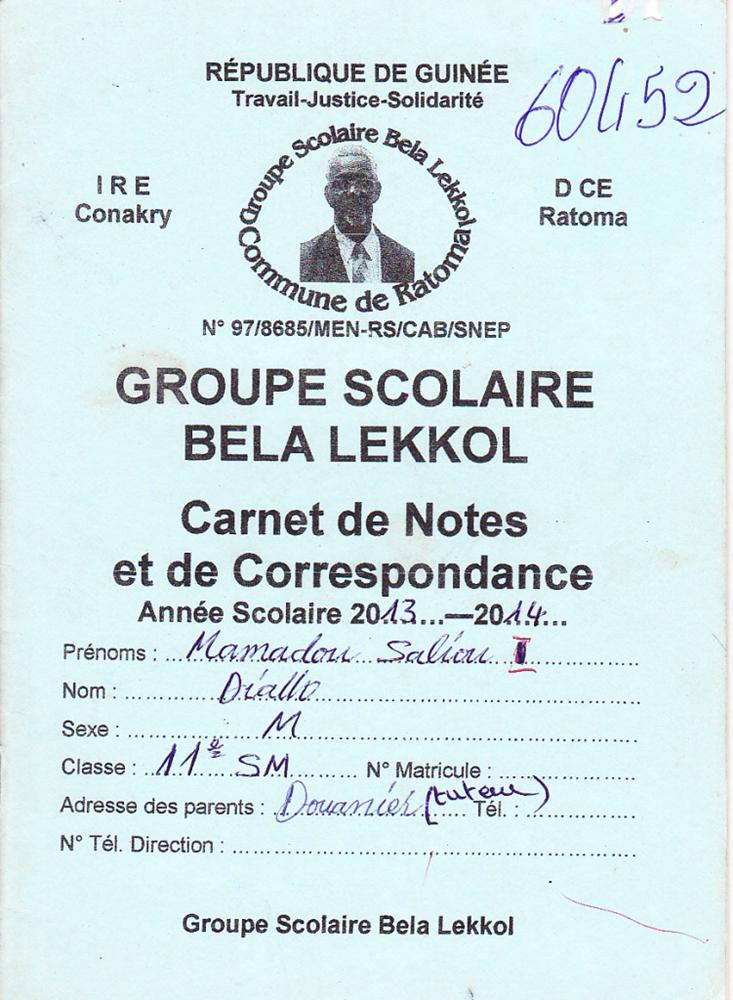 RÉPUBLIQUE DE GUINÉE
Travail-Justice-Solidarité
60452
I R E
Conakry
Groupe Scolaire Bela Lekkol
Commune de Ratoma
D CE
Ratoma
N° 97/8685/MEN-RS/CAB/SNEP
GROUPE SCOLAIRE
BELA LEKKOL
Carnet de Notes
et de Correspondance
Année Scolaire 2013...—2014...
Prénoms : Mamadou Saliou I
Nom : Diallo
Sexe : M
Classe : 11e SM N° Matricule :
Adresse des parents : Douanier (tuteur) Tél. :
N° Tél. Direction :
Groupe Scolaire Bela Lekkol